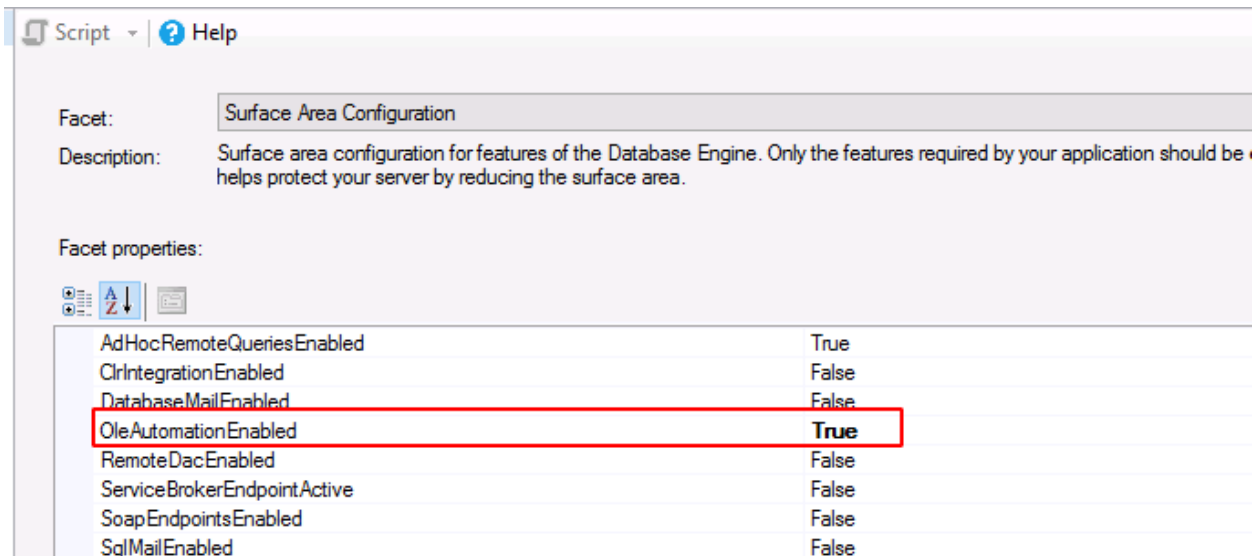 Script Help
Facet: Surface Area Configuration
Description: Surface area configuration for features of the Database Engine. Only the features required by your application should be
helps protect your server by reducing the surface area.
Facet properties:
AdHocRemoteQueriesEnabled True
ClrIntegrationEnabled False
DatabaseMailEnabled False
OleAutomationEnabled True
RemoteDacEnabled False
ServiceBrokerEndpointActive False
SoapEndpointsEnabled False
SqlMailEnabled False